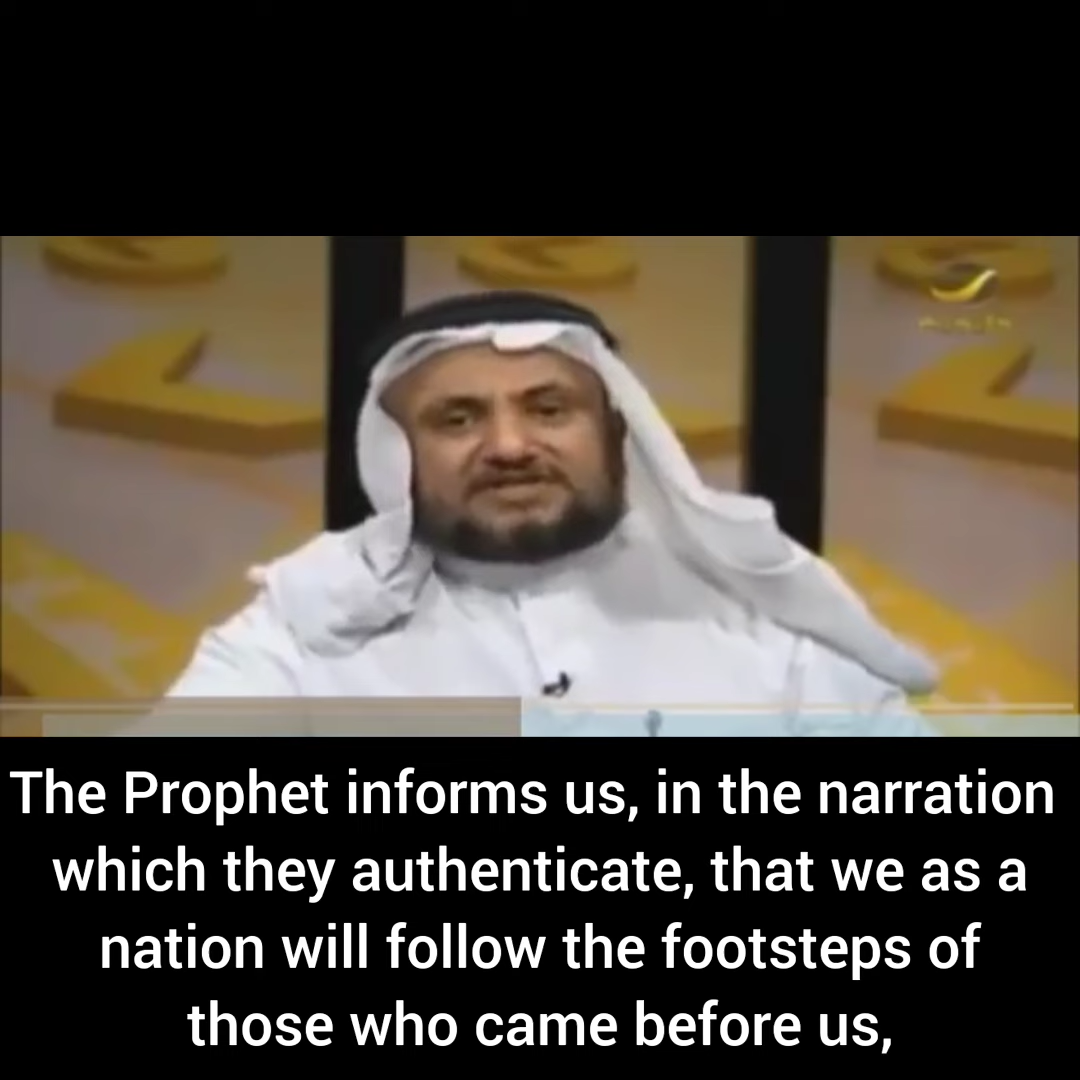 The Prophet informs us, in the narration
which they authenticate, that we as a
nation will follow the footsteps of
those who came before us,